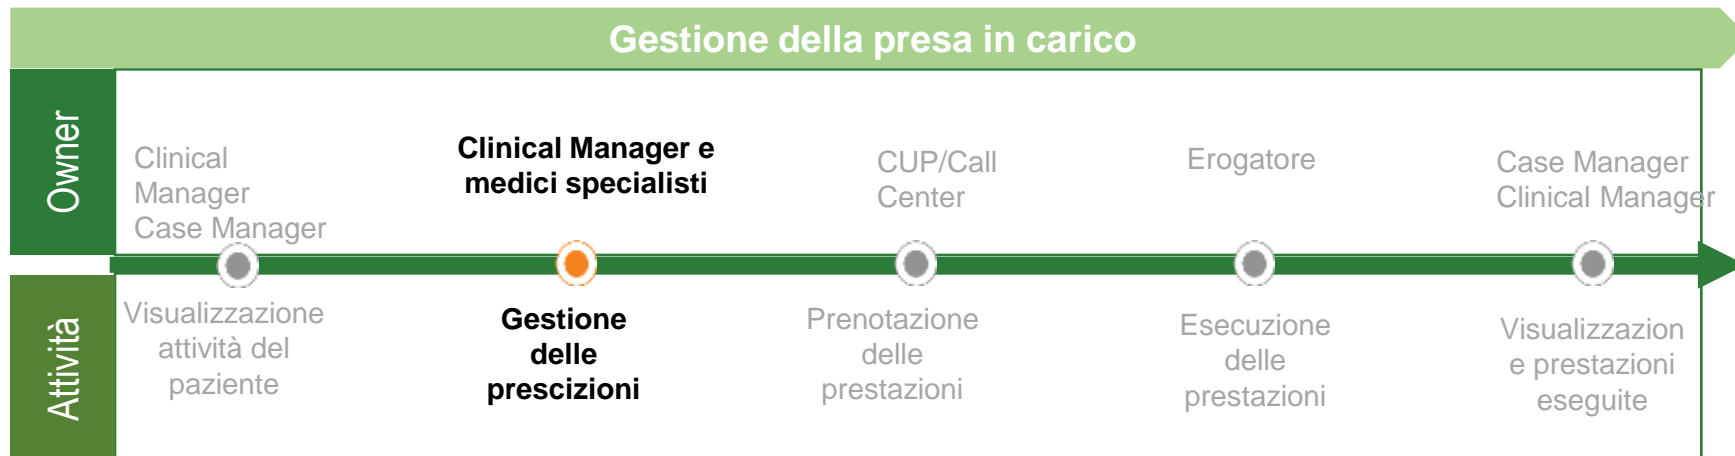 Gestione della presa in carico
Owner
Clinical
Manager
Case Manager
Clinical Manager e
medici specialisti
CUP/Call
Center
Erogatore
Case Manager
Clinical Manager
Attività
Visualizzazione
attività del
paziente
Gestione
delle
prescizioni
Prenotazione
delle
prestazioni
Esecuzione
delle
prestazioni
Visualizzazion
e prestazioni
eseguite